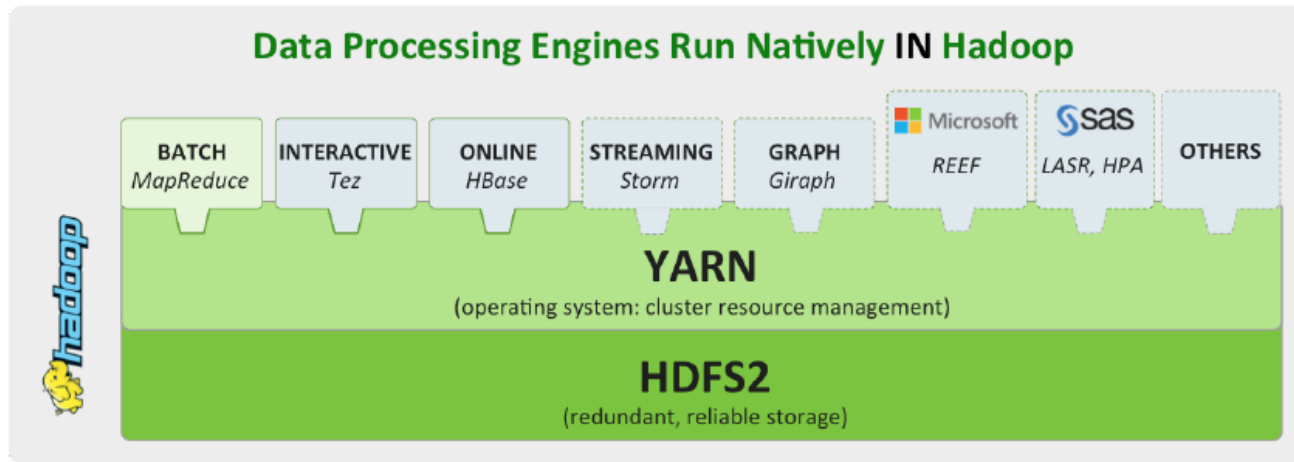 Data Processing Engines Run Natively IN Hadoop
BATCH
MapReduce
INTERACTIVE
Tez
ONLINE
HBase
STREAMING
Storm
GRAPH
Giraph
Microsoft
REEF
sas
LASR, HPA
OTHERS
hadoop
YARN
(operating system: cluster resource management)
HDFS2
(redundant, reliable storage)